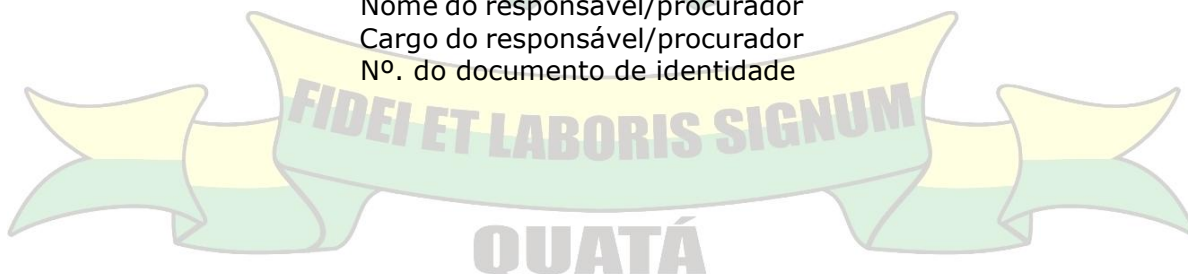 Nome do responsável/procurador
Cargo do responsável/procurador
Nº. do documento de identidade
FIDEI ET LABORIS SIGNUM
QUATÁ